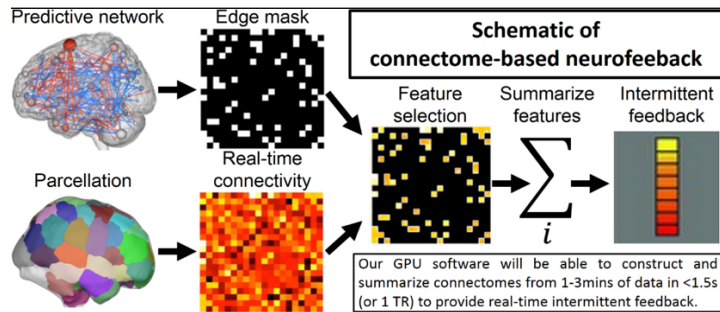 Predictive network
Edge mask
Schematic of
connectome-based neurofeeback
Feature
selection
Summarize
features
Intermittent
feedback
Parcellation
Real-time
connectivity
∑
i
Our GPU software will be able to construct and
summarize connectomes from 1-3mins of data in <1.5s
(or 1 TR) to provide real-time intermittent feedback.